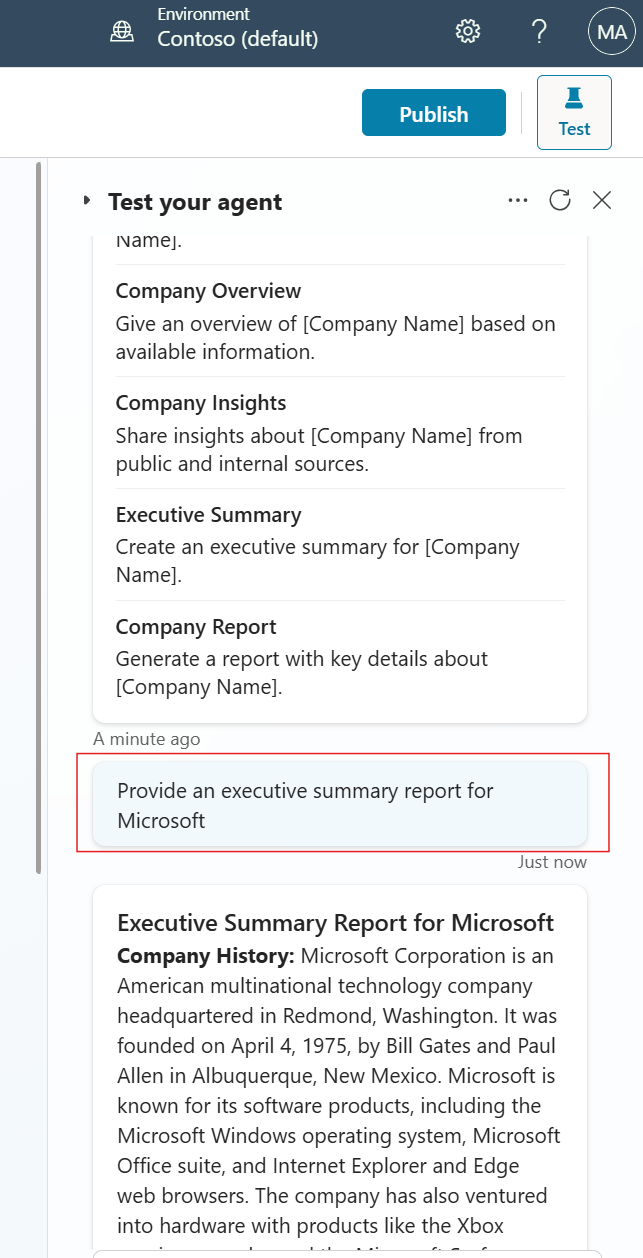 Environment
Contoso (default)
?
MA
Publish
Test
Test your agent
Name].
Company Overview
Give an overview of [Company Name] based on
available information.
Company Insights
Share insights about [Company Name] from
public and internal sources.
Executive Summary
Create an executive summary for [Company
Name].
Company Report
Generate a report with key details about
[Company Name].
A minute ago
Provide an executive summary report for
Microsoft
Just now
Executive Summary Report for Microsoft
Company History: Microsoft Corporation is an
American multinational technology company
headquartered in Redmond, Washington. It was
founded on April 4, 1975, by Bill Gates and Paul
Allen in Albuquerque, New Mexico. Microsoft is
known for its software products, including the
Microsoft Windows operating system, Microsoft
Office suite, and Internet Explorer and Edge
web browsers. The company has also ventured
into hardware with products like the Xbox